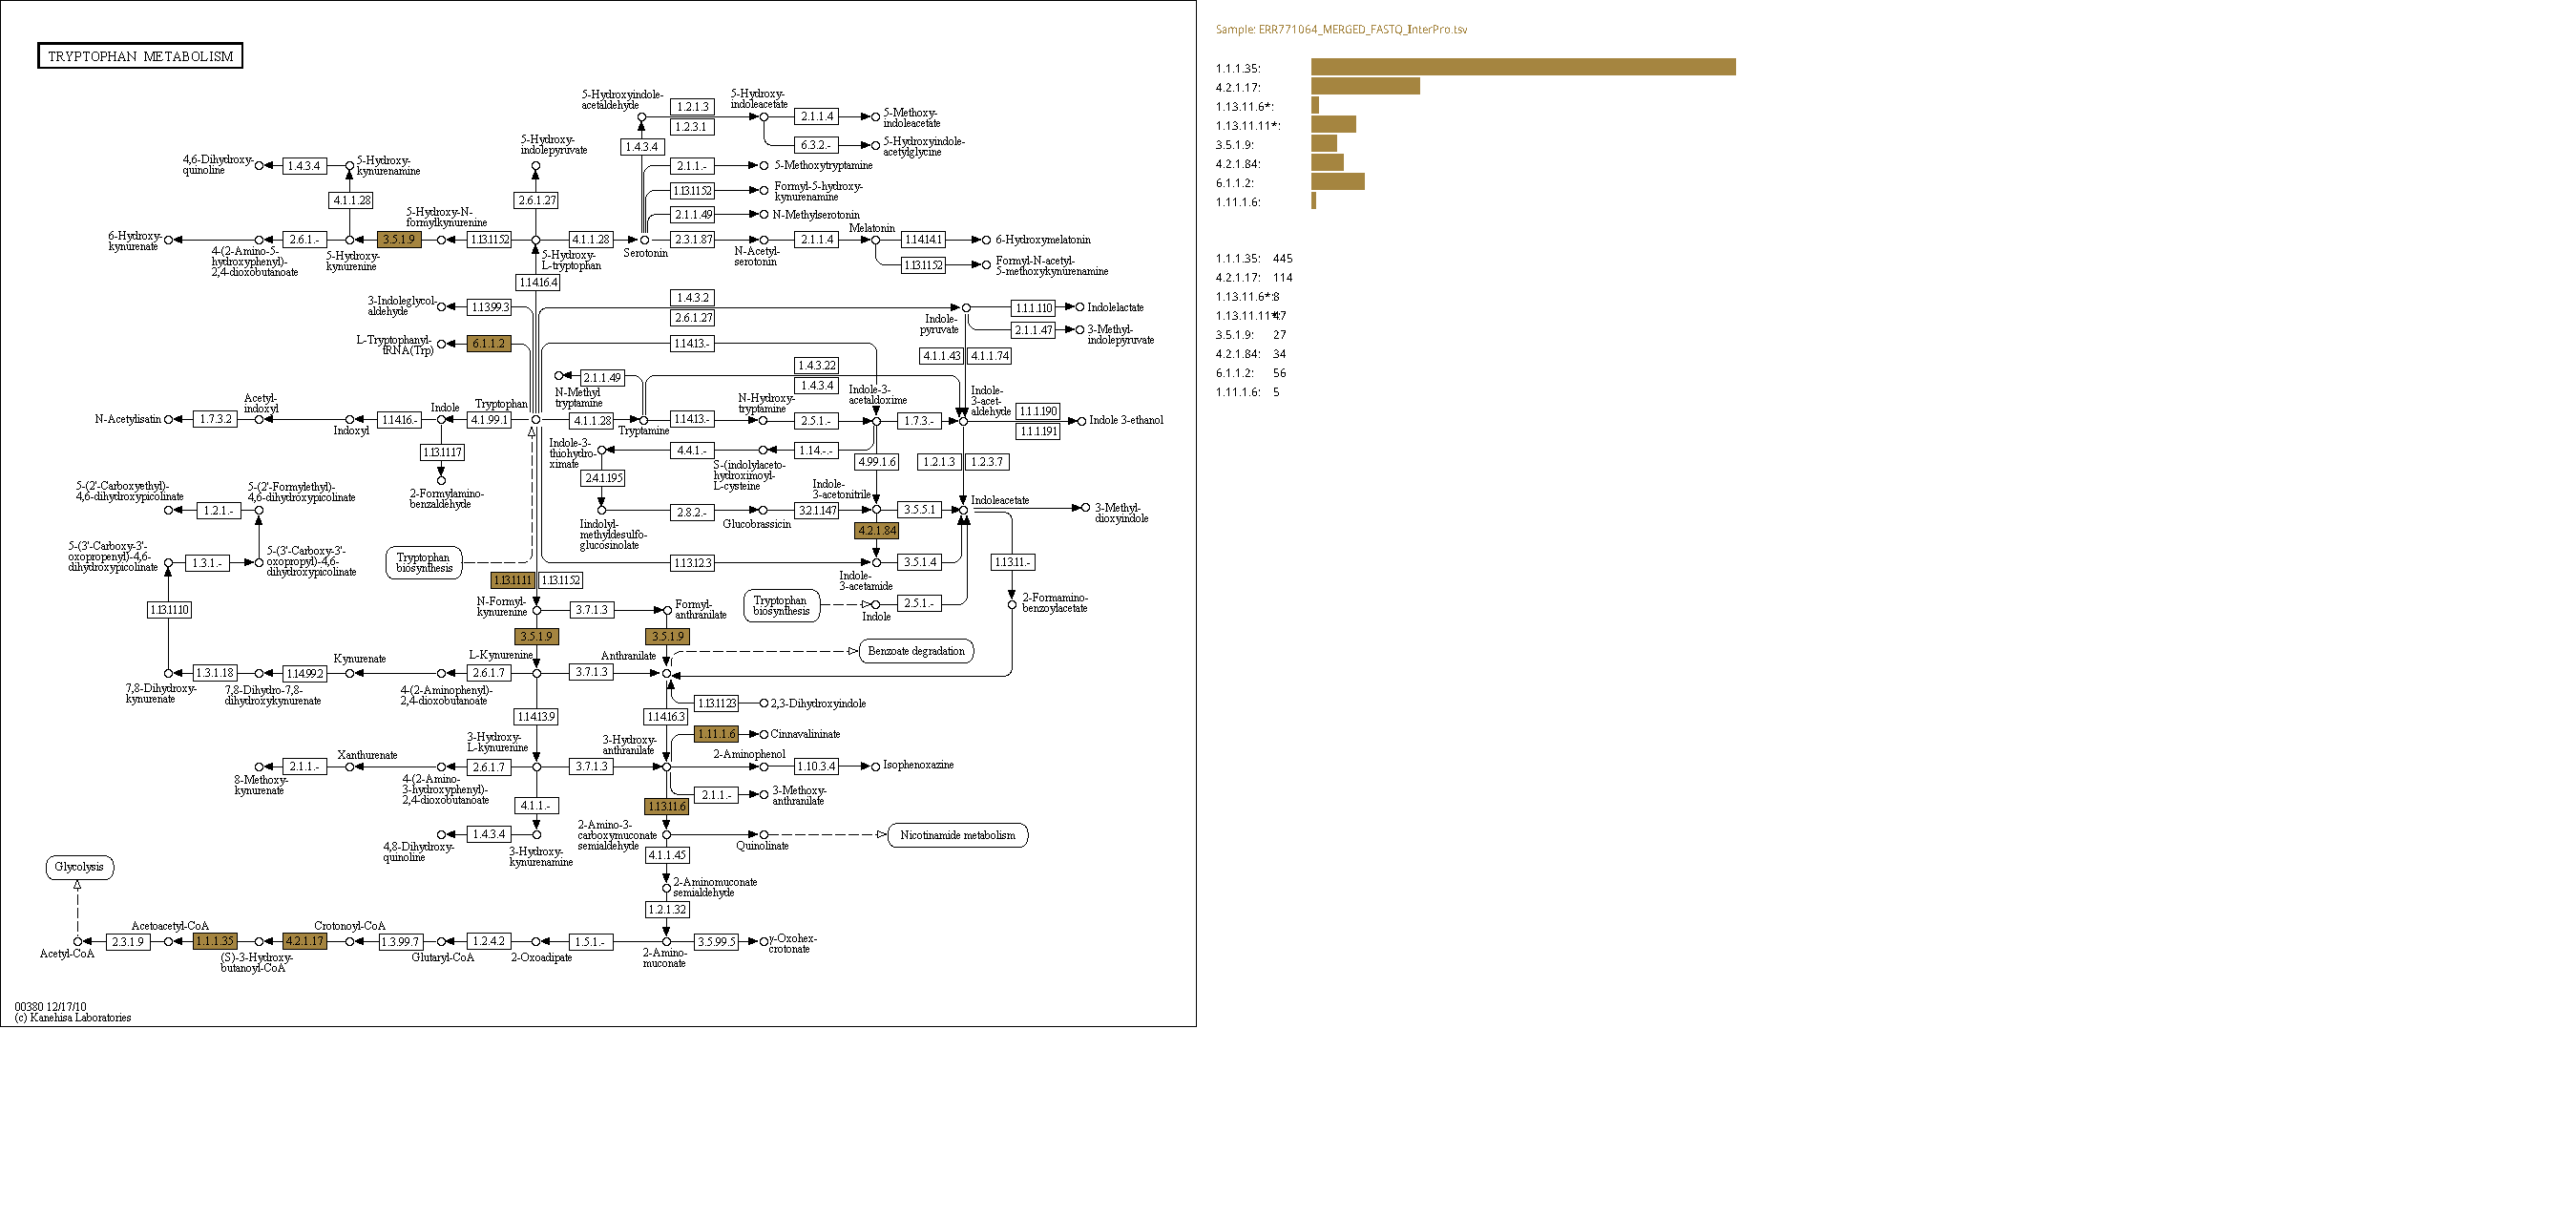 TRYPTOPHAN METABOLISM
5-Hydroxyindole-
acetaldehyde
1.2.1.3
1.2.3.1
5-Hydroxy-
indoleacetate
2.1.1.4
5-Methoxy-
indoleacetate
6.3.2.-
5-Hydroxyindole-
acetylglycine
1.4.3.4
5-Hydroxy-
indolepyruvate
2.1.1.-
5-Methoxytryptamine
4,6-Dihydroxy-
quinoline
1.4.3.4
5-Hydroxy-
kynurenamine
1.13.1152
Formyl-5-hydroxy-
kynurenamine
4.1.1.28
2.6.1.27
2.1.1.49
N-Methylserotonin
5-Hydroxy-N-
formylkynurenine
6-Hydroxy-
kynurenate
2.6.1.-
3.5.1.9
1.13.1152
4.1.1.28
Serotonin
2.3.1.87
N-Acetyl-
serotonin
2.1.1.4
Melatonin
1.14.14.1
6-Hydroxymelatonin
4-(2-Amino-5-
hydroxyphenyl)-
2,4-dioxobutanoate
5-Hydroxy-
kynurenine
5-Hydroxy-
L-tryptophan
1.13.1152
Formyl-N-acetyl-
5-methoxykynurenamine
1.14.16.4
3-Indoleglycol-
aldehyde
1.1399.3
1.4.3.2
2.6.1.27
Indole-
pyruvate
1.1.1.110
Indolelactate
2.1.1.47
3-Methyl-
indolepyruvate
L-Tryptophanyl-
tRNA(Trp)
6.1.1.2
1.14.13.-
4.1.1.43
4.1.1.74
1.4.3.22
1.4.3.4
2.1.1.49
N-Methyl
tryptamine
N-Hydroxy-
tryptamine
Indole-3-
acetaldoxime
Indole-
3-acet-
aldehyde
N-Acetylisatin
1.7.3.2
Acetyl-
indoxyl
Indoxyl
1.14.16.-
Indole
4.1.99.1
Tryptophan
4.1.1.28
Tryptamine
1.14.13.-
2.5.1.-
1.7.3.-
1.1.1.190
1.1.1.191
Indole 3-ethanol
1.13.1117
2-Formylamino-
benzaldehyde
Indole-3-
thiohydro-
ximate
4.4.1.-
S-(indolylaceto-
hydroximoyl-
L-cysteine
1.14.-.-
4.99.1.6
1.2.1.3
1.2.3.7
2.4.1.195
Indole-
3-acetonitrile
5-(2'-Carboxyethyl)-
4,6-dihydroxypicolinate
5-(2'-Formylethyl)-
4,6-dihydroxypicolinate
1.2.1.-
Iindolyl-
methyldesulfo-
glucosinolate
2.8.2.-
Glucobrassicin
3.2.1.147
3.5.5.1
Indoleacetate
3-Methyl-
dioxyindole
4.2.1.84
5-(3'-Carboxy-3'-
oxopropenyl)-4,6-
dihydroxypicolinate
1.3.1.-
5-(3'-Carboxy-3'-
oxopropyl)-4,6-
dihydroxypicolinate
Tryptophan
biosynthesis
1.13.12.3
Indole-
3-acetamide
3.5.1.4
1.13.11.-
1.13.1111
1.13.1152
1.13.1110
N-Formyl-
kynurenine
3.7.1.3
Formyl-
anthranilate
Tryptophan
biosynthesis
Indole
2.5.1.-
2-Formamino-
benzoylacetate
3.5.1.9
3.5.1.9
L-Kynurenine
Anthranilate
Benzoate degradation
7,8-Dihydroxy-
kynurenate
1.3.1.18
7,8-Dihydro-7,8-
dihydroxykynurenate
1.14.99.2
Kynurenate
4-(2-Aminophenyl)-
2,4-dioxobutanoate
2.6.1.7
3.7.1.3
1.13.1123
2,3-Dihydroxyindole
1.14.13.9
1.14.16.3
3-Hydroxy-
L-kynurenine
3-Hydroxy-
anthranilate
1.11.1.6
Cinnavalininate
2-Aminophenol
1.10.3.4
Isophenoxazine
8-Methoxy-
kynurenate
2.1.1.-
Xanthurenate
4-(2-Amino-
3-hydroxyphenyl)-
2,4-dioxobutanoate
2.6.1.7
3.7.1.3
2.1.1.-
3-Methoxy-
anthranilate
4.1.1.-
1.13.11.6
4,8-Dihydroxy-
quinoline
1.4.3.4
3-Hydroxy-
kynurenamine
2-Amino-3-
carboxymuconate
semialdehyde
Quinolinate
Nicotinamide metabolism
4.1.1.45
2-Aminomuconate
semialdehyde
1.2.1.32
Glycolysis
Acetyl-CoA
2.3.1.9
Acetoacetyl-CoA
1.1.1.35
(S)-3-Hydroxy-
butanoyl-CoA
4.2.1.17
Crotonoyl-CoA
1.3.99.7
Glutaryl-CoA
1.2.4.2
2-Oxoadipate
1.5.1.-
2-Amino-
muconate
3.5.99.5
γ-Oxohex-
crotonate
00380 12/17/10
(c) Kanehisa Laboratories
Sample: ERR771064_MERGED_FASTQ_InterPro.tsv
1.1.1.35:
4.2.1.17:
1.13.11.6*:
1.13.11.11*:
3.5.1.9:
4.2.1.84:
6.1.1.2:
1.11.1.6:
1.1.1.35: 445
4.2.1.17: 114
1.13.11.6*: 8
1.13.11.11*: 47
3.5.1.9: 27
4.2.1.84: 34
6.1.1.2: 56
1.11.1.6: 5